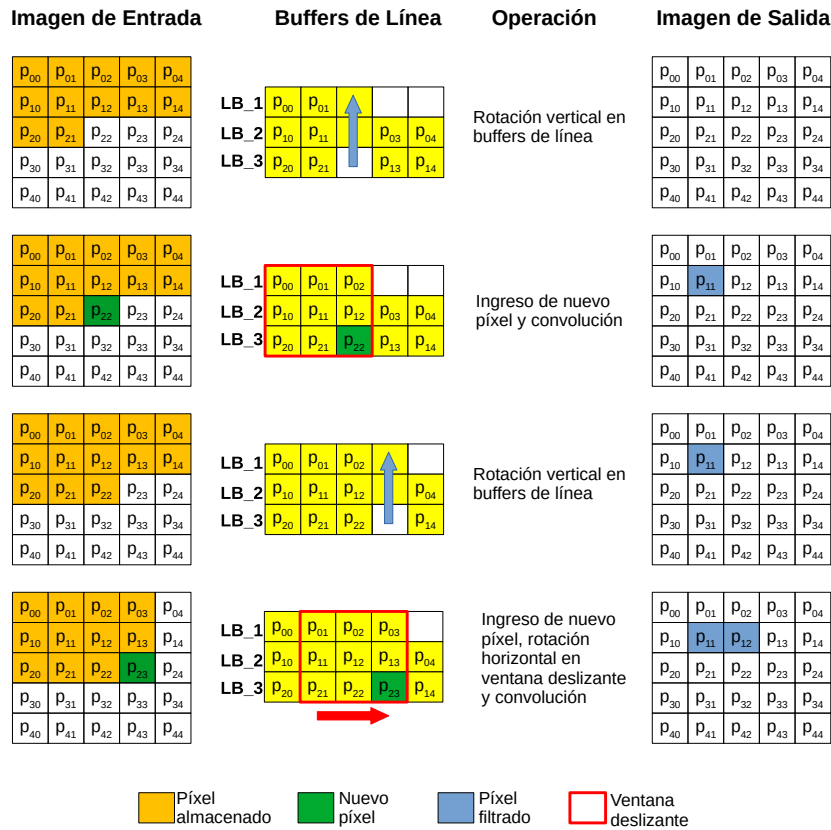 Imagen de Entrada Buffers de Línea Operación Imagen de Salida
p00 p01 p02 p03 p04
p10 p11 p12 p13 p14
p20 p21 p22 p23 p24
p30 p31 p32 p33 p34
p40 p41 p42 p43 p44
LB_1 p00 p01
LB_2 p10 p11 p03 p04
LB_3 p20 p21 p13 p14
Rotación vertical en
buffers de línea
p00 p01 p02 p03 p04
p10 p11 p12 p13 p14
p20 p21 p22 p23 p24
p30 p31 p32 p33 p34
p40 p41 p42 p43 p44
p00 p01 p02 p03 p04
p10 p11 p12 p13 p14
p20 p21 p22 p23 p24
p30 p31 p32 p33 p34
p40 p41 p42 p43 p44
LB_1 p00 p01 p02
LB_2 p10 p11 p12 p03 p04
LB_3 p20 p21 p22 p13 p14
Ingreso de nuevo
píxel y convolución
p00 p01 p02 p03 p04
p10 p11 p12 p13 p14
p20 p21 p22 p23 p24
p30 p31 p32 p33 p34
p40 p41 p42 p43 p44
p00 p01 p02 p03 p04
p10 p11 p12 p13 p14
p20 p21 p22 p23 p24
p30 p31 p32 p33 p34
p40 p41 p42 p43 p44
LB_1 p00 p01 p02
LB_2 p10 p11 p12 p04
LB_3 p20 p21 p22 p14
Rotación vertical en
buffers de línea
p00 p01 p02 p03 p04
p10 p11 p12 p13 p14
p20 p21 p22 p23 p24
p30 p31 p32 p33 p34
p40 p41 p42 p43 p44
p00 p01 p02 p03 p04
p10 p11 p12 p13 p14
p20 p21 p22 p23 p24
p30 p31 p32 p33 p34
p40 p41 p42 p43 p44
LB_1 p00 p01 p02 p03
LB_2 p10 p11 p12 p13 p04
LB_3 p20 p21 p22 p23 p14
Ingreso de nuevo
píxel, rotación
horizontal en
ventana deslizante
y convolución
p00 p01 p02 p03 p04
p10 p11 p12 p13 p14
p20 p21 p22 p23 p24
p30 p31 p32 p33 p34
p40 p41 p42 p43 p44
Píxel
almacenado
Nuevo
píxel
Píxel
filtrado
Ventana
deslizante